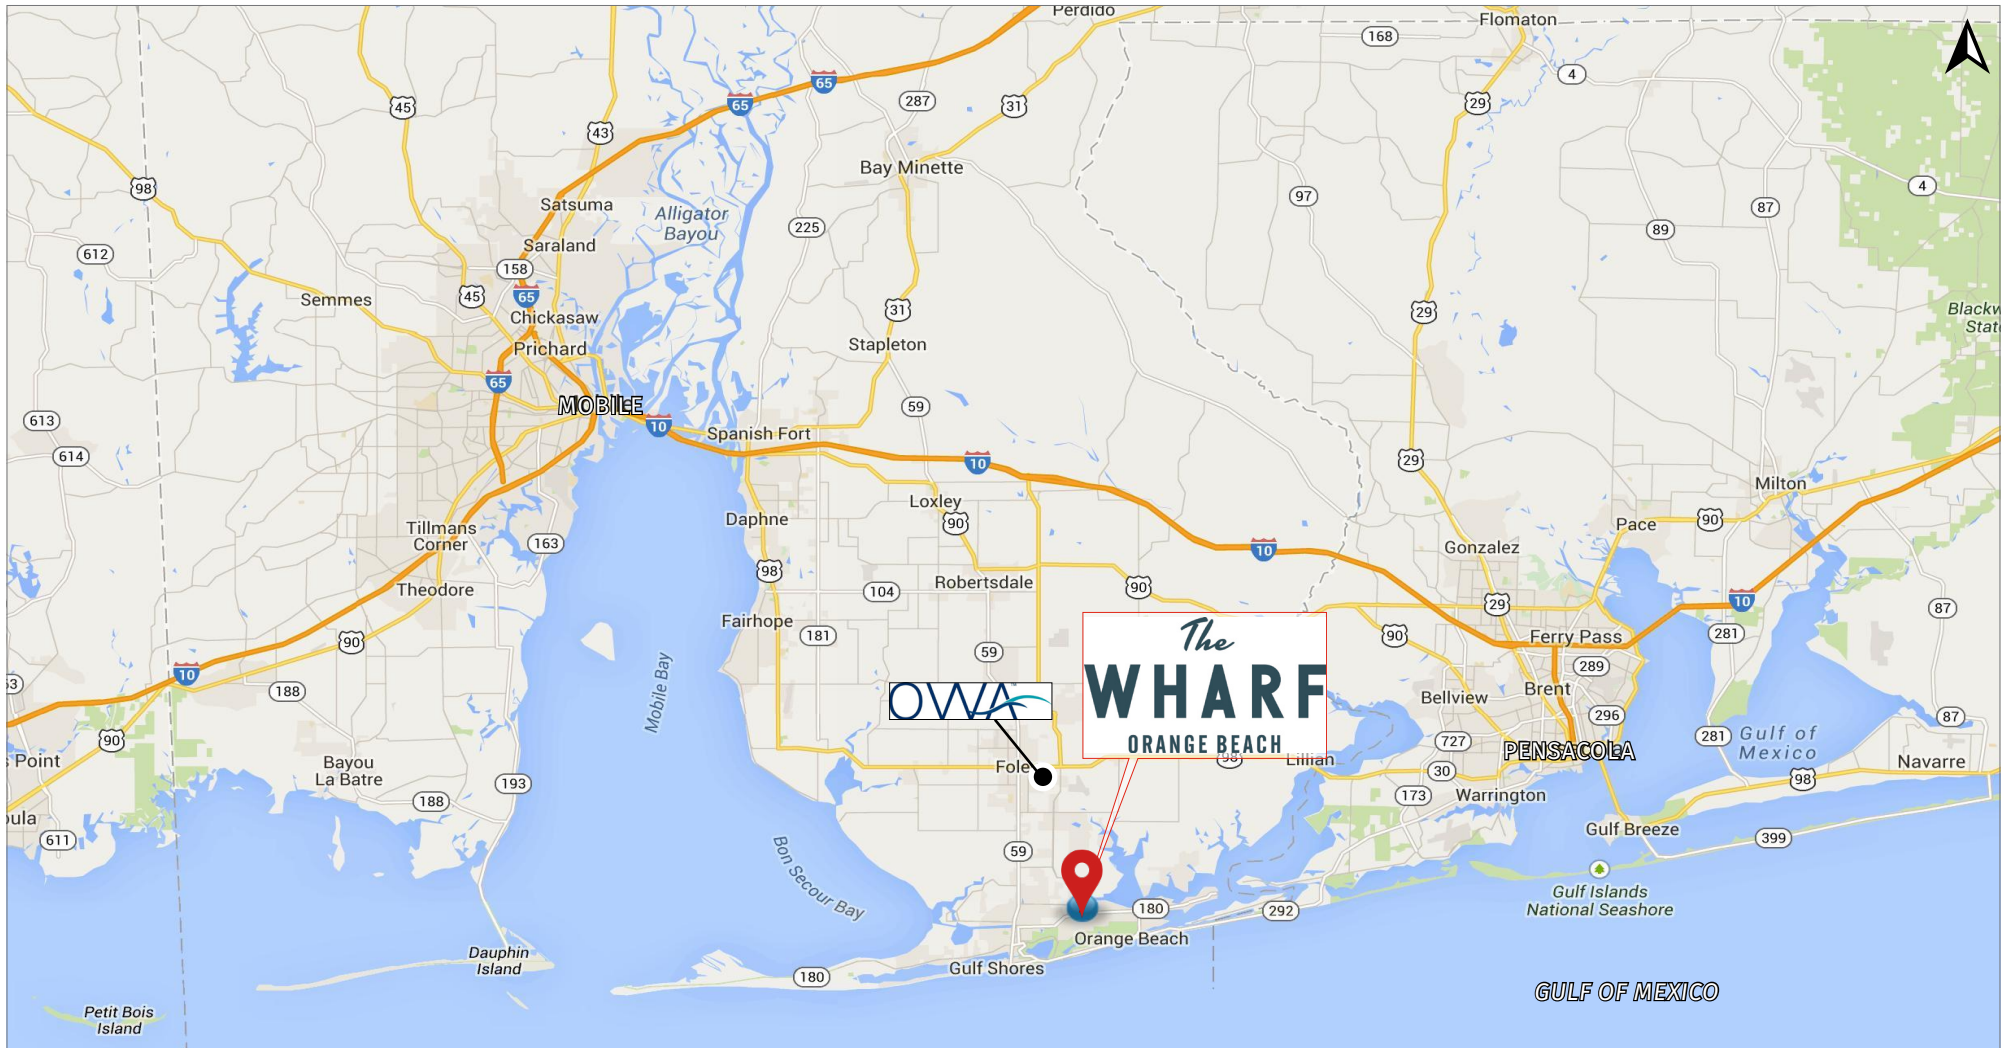 Perdido
Flomaton
168
4
65
65
45
43
287
31
29
Bay Minette
98
4
87
97
Satsuma
Alligator
Bayou
225
89
612
Saraland
158
65
45
Semmes
31
29
Blackw
State
Chickasaw
Stapleton
Prichard
65
MOBILE
59
613
10
Spanish Fort
614
10
29
Milton
Loxley
Daphne
90
90
Pace
Tillmans
Corner
163
10
Gonzalez
98
Theodore
104
Robertsdale
90
29
10
87
Fairhope
181
90
90
Ferry Pass
281
59
289
10
63
188
Mobile Bay
OWA
The
WHARF
ORANGE BEACH
Bellview
Brent
296
87
90
727
281
Gulf of
Mexico
PENSACOLA
s Point
Bayou
La Batre
Fole
98
Lillian
30
98
Navarre
193
188
173
Warrington
oula
611
Gulf Breeze
399
59
Bon Secour Bay
Gulf Islands
National Seashore
180
292
Orange Beach
Dauphin
Island
Gulf Shores
180
GULF OF MEXICO
Petit Bois
Island